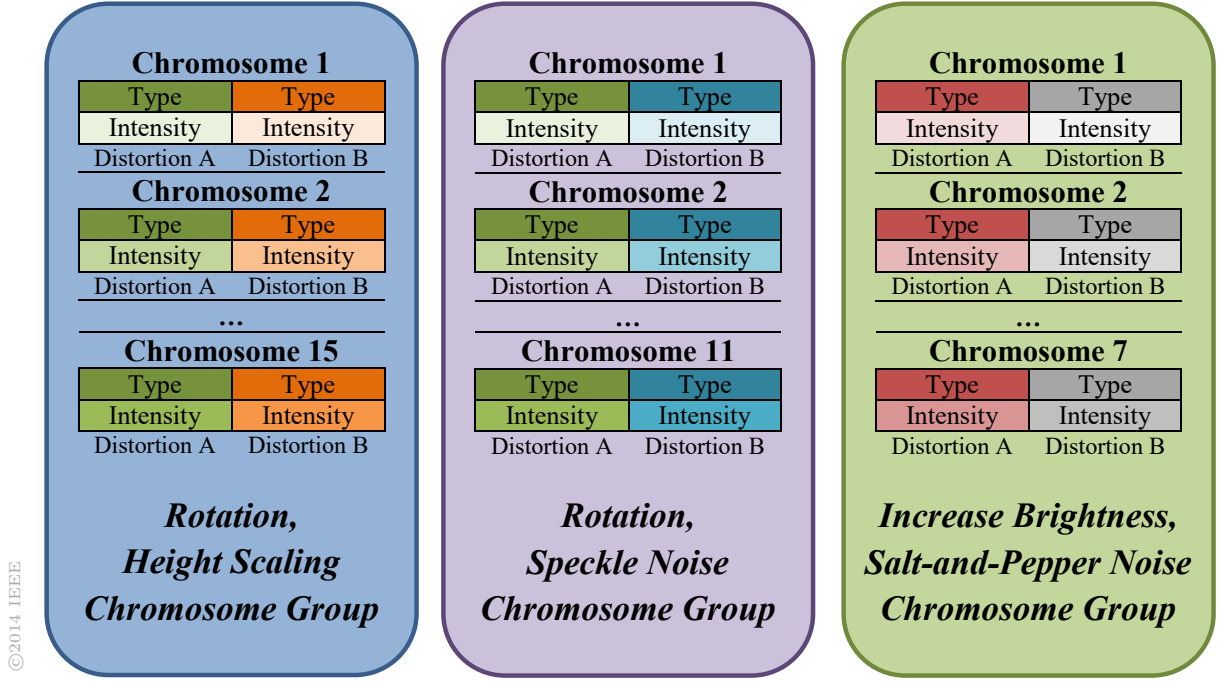 Chromosome 1
Type Type
Intensity Intensity
Distortion A Distortion B
Chromosome 2
Type Type
Intensity Intensity
Distortion A Distortion B
...
Chromosome 15
Type Type
Intensity Intensity
Distortion A Distortion B
Rotation,
Height Scaling
Chromosome Group
Chromosome 1
Type Type
Intensity Intensity
Distortion A Distortion B
Chromosome 2
Type Type
Intensity Intensity
Distortion A Distortion B
...
Chromosome 11
Type Type
Intensity Intensity
Distortion A Distortion B
Rotation,
Speckle Noise
Chromosome Group
Chromosome 1
Type Type
Intensity Intensity
Distortion A Distortion B
Chromosome 2
Type Type
Intensity Intensity
Distortion A Distortion B
...
Chromosome 7
Type Type
Intensity Intensity
Distortion A Distortion B
Increase Brightness,
Salt-and-Pepper Noise
Chromosome Group
©2014 IEEE